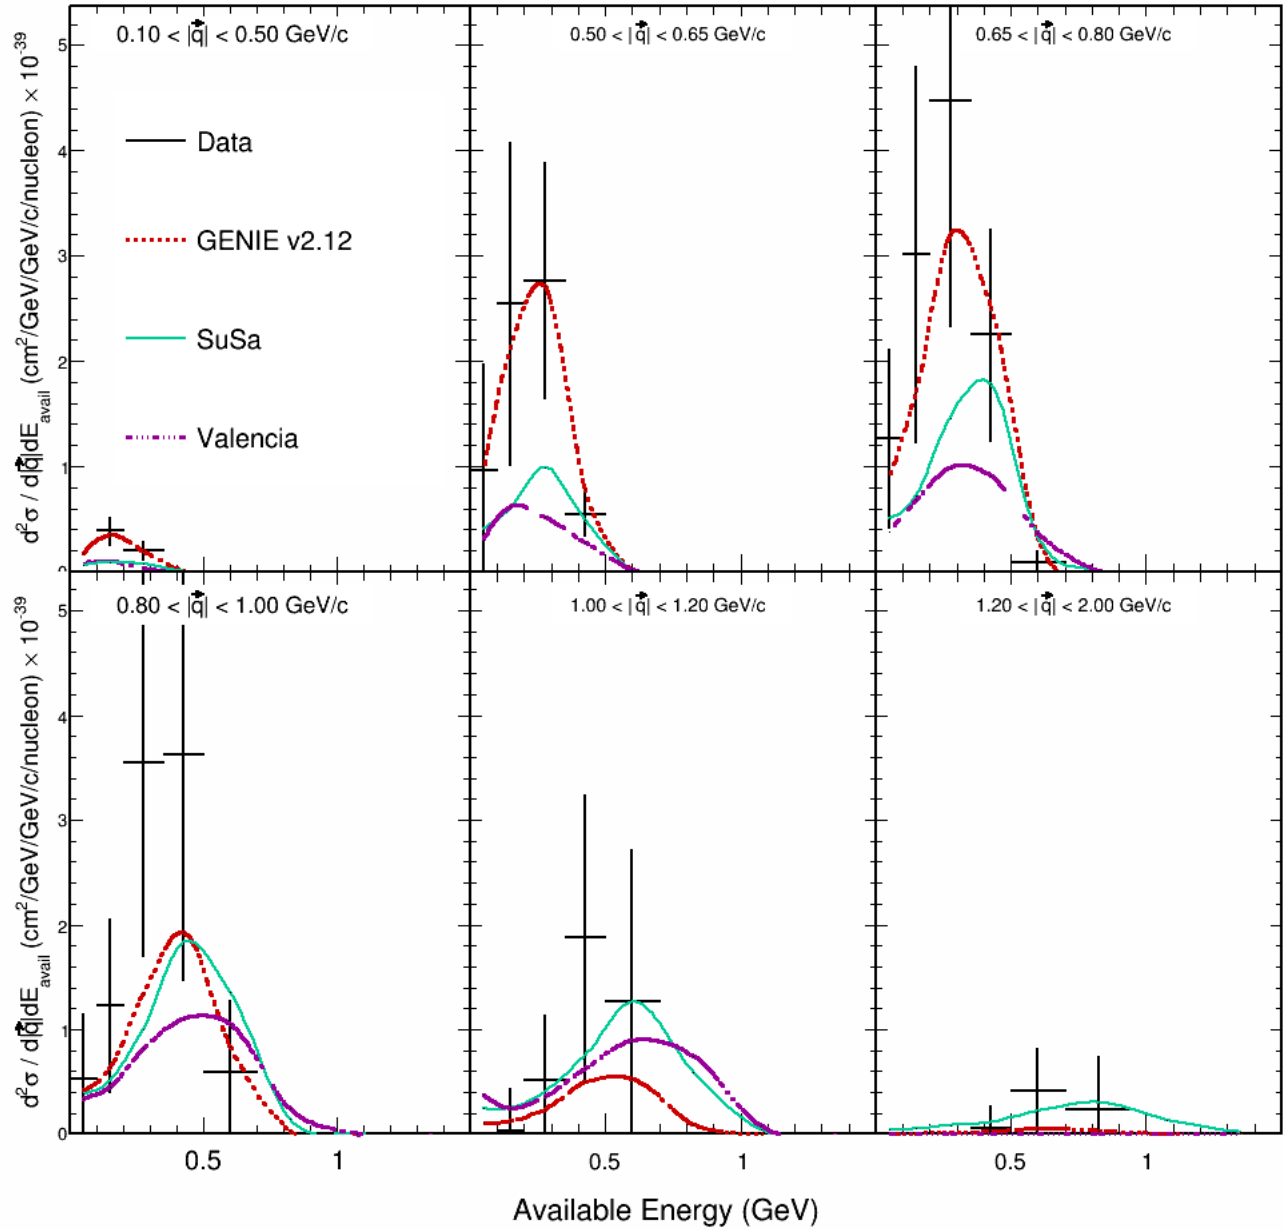 0.10 < |q⃗| < 0.50 GeV/c
0.50 < |q⃗| < 0.65 GeV/c
0.65 < |q⃗| < 0.80 GeV/c
d²σ / d|q⃗|dE_avail (cm²/GeV/GeV/c/nucleon) × 10⁻³⁹
5
4
3
2
1
0
Data
GENIE v2.12
SuSa
Valencia
0.80 < |q⃗| < 1.00 GeV/c
1.00 < |q⃗| < 1.20 GeV/c
1.20 < |q⃗| < 2.00 GeV/c
d²σ / d|q⃗|dE_avail (cm²/GeV/GeV/c/nucleon) × 10⁻³⁹
5
4
3
2
1
0
0.5 1 0.5 1 0.5 1
Available Energy (GeV)